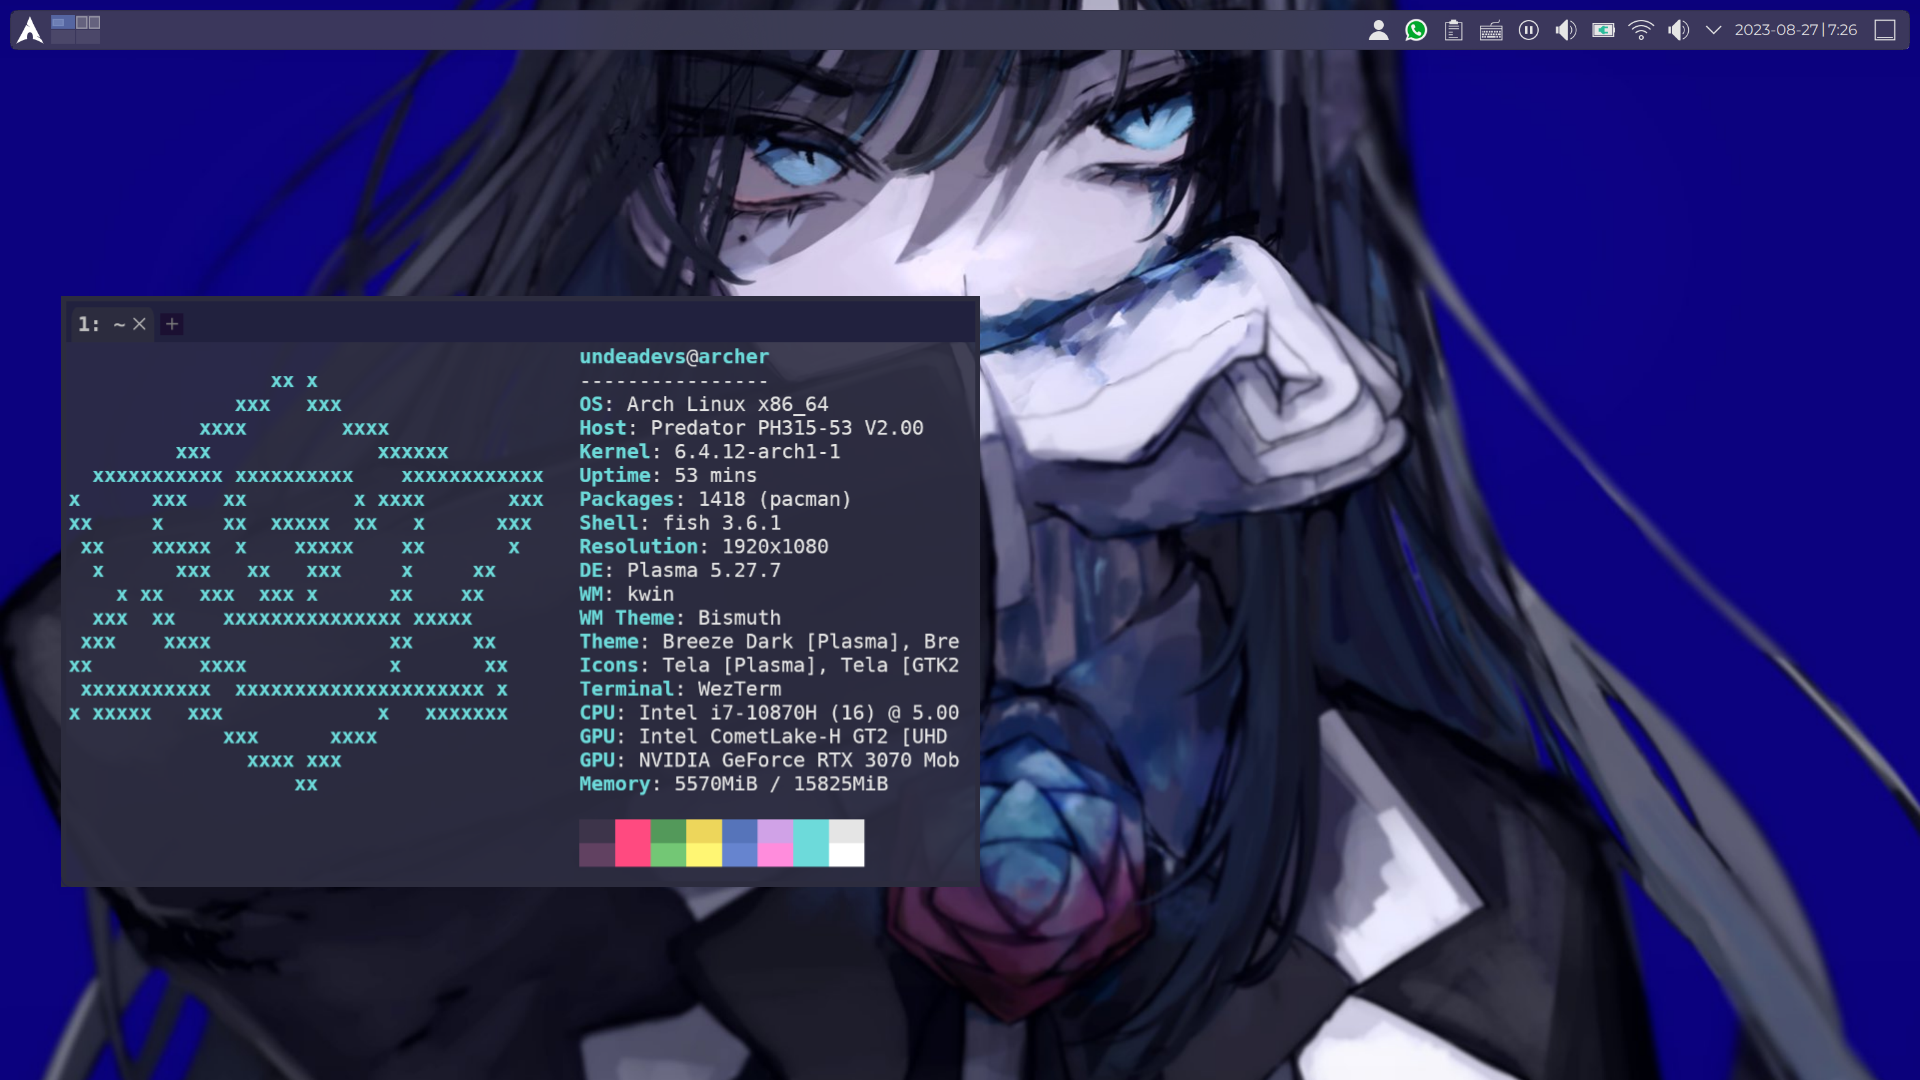 2023-08-27|7:26
1: ~
undeadevs@archer
xx x
----------------
xxx   xxx
OS: Arch Linux x86_64
xxxx        xxxx
Host: Predator PH315-53 V2.00
xxx              xxxxxx
Kernel: 6.4.12-arch1-1
xxxxxxxxxxx xxxxxxxxxx    xxxxxxxxxxxx
Uptime: 53 mins
x      xxx   xx         x xxxx       xxx
Packages: 1418 (pacman)
xx     x     xx  xxxxx  xx   x      xxx
Shell: fish 3.6.1
xx    xxxxx  x    xxxxx    xx       x
Resolution: 1920x1080
x      xxx   xx   xxx     x     xx
DE: Plasma 5.27.7
x xx   xxx  xxx x      xx    xx
WM: kwin
xxx  xx    xxxxxxxxxxxxxxx xxxxx
WM Theme: Bismuth
xxx    xxxx               xx     xx
Theme: Breeze Dark [Plasma], Bre
xx         xxxx            x       xx
Icons: Tela [Plasma], Tela [GTK2
xxxxxxxxxxx  xxxxxxxxxxxxxxxxxxxxx x
Terminal: WezTerm
x xxxxx   xxx             x   xxxxxxx
CPU: Intel i7-10870H (16) @ 5.00
xxx      xxxx
GPU: Intel CometLake-H GT2 [UHD
xxxx xxx
GPU: NVIDIA GeForce RTX 3070 Mob
xx
Memory: 5570MiB / 15825MiB